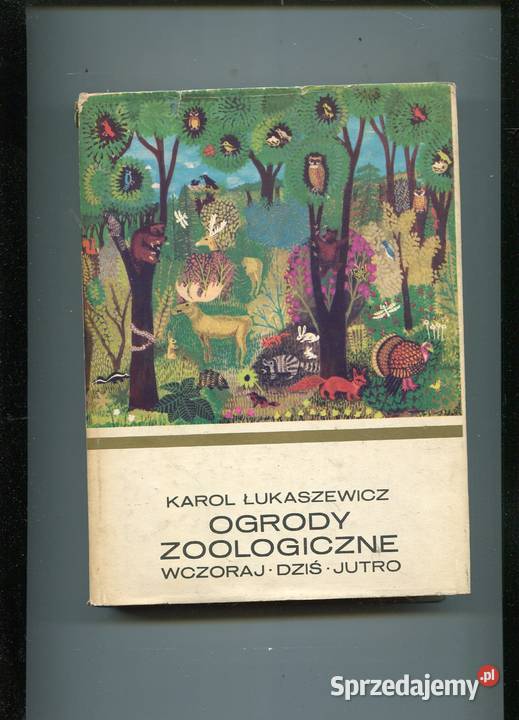 KAROL ŁUKASZEWICZ
OGRODY
ZOOLOGICZNE
WCZORAJ · DZIŚ · JUTRO
Sprzedajemy.pl